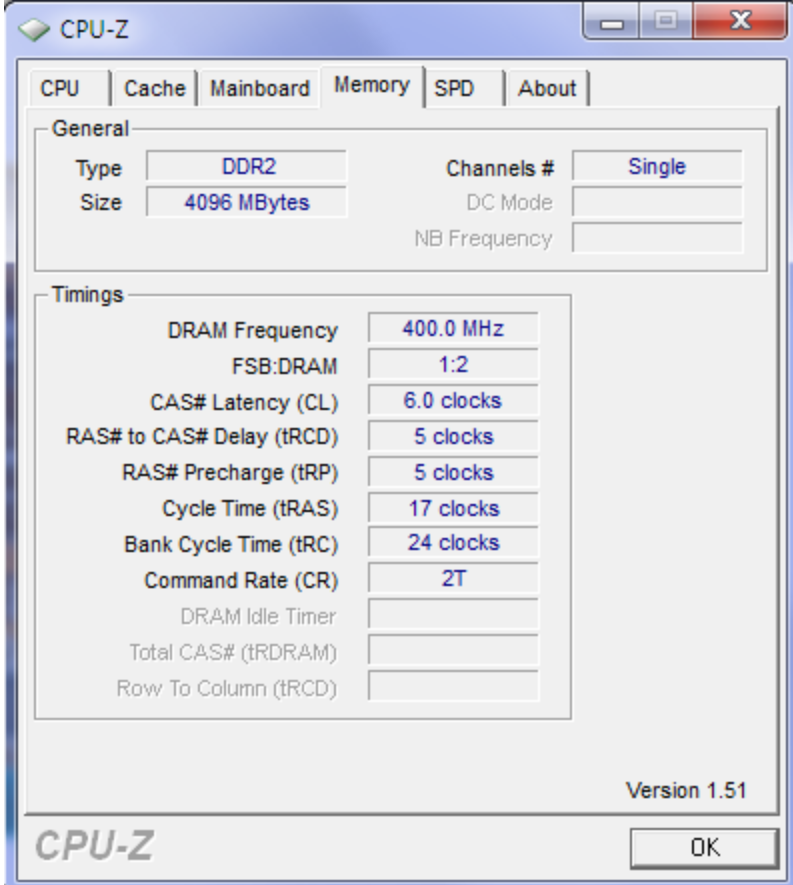 CPU-Z
CPU Cache Mainboard Memory SPD About
General
Type DDR2 Channels # Single
Size 4096 MBytes DC Mode
NB Frequency
Timings
DRAM Frequency 400.0 MHz
FSB:DRAM 1:2
CAS# Latency (CL) 6.0 clocks
RAS# to CAS# Delay (tRCD) 5 clocks
RAS# Precharge (tRP) 5 clocks
Cycle Time (tRAS) 17 clocks
Bank Cycle Time (tRC) 24 clocks
Command Rate (CR) 2T
DRAM Idle Timer
Total CAS# (tRDRAM)
Row To Column (tRCD)
Version 1.51
CPU-Z OK